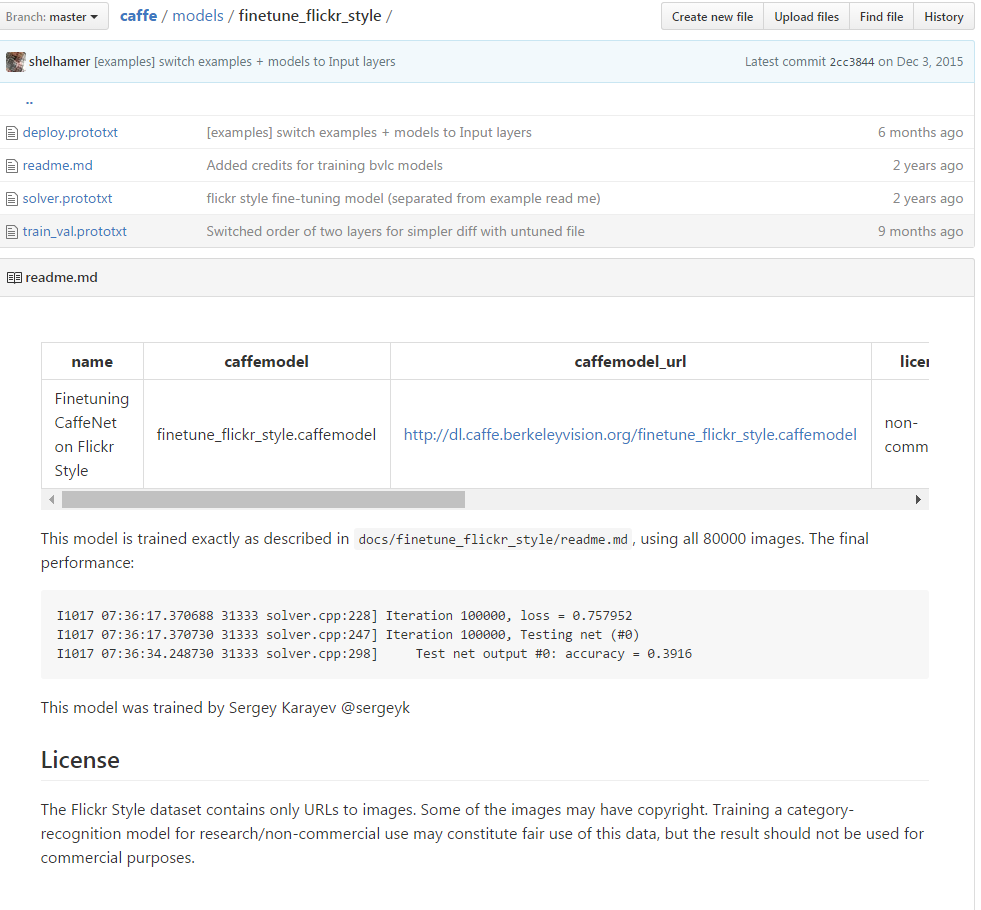 Branch: master
caffe / models / finetune_flickr_style /
Create new file Upload files Find file History
shelhamer [examples] switch examples + models to Input layers Latest commit 2cc3844 on Dec 3, 2015
..
deploy.prototxt [examples] switch examples + models to Input layers 6 months ago
readme.md Added credits for training bvlc models 2 years ago
solver.prototxt flickr style fine-tuning model (separated from example read me) 2 years ago
train_val.prototxt Switched order of two layers for simpler diff with untuned file 9 months ago
readme.md
name caffemodel caffemodel_url licen
Finetuning
CaffeNet
on Flickr
Style
finetune_flickr_style.caffemodel
http://dl.caffe.berkeleyvision.org/finetune_flickr_style.caffemodel
non-
comm
This model is trained exactly as described in docs/finetune_flickr_style/readme.md, using all 80000 images. The final
performance:
I1017 07:36:17.370688 31333 solver.cpp:228] Iteration 100000, loss = 0.757952
I1017 07:36:17.370730 31333 solver.cpp:247] Iteration 100000, Testing net (#0)
I1017 07:36:34.248730 31333 solver.cpp:298]     Test net output #0: accuracy = 0.3916
This model was trained by Sergey Karayev @sergeyk
License
The Flickr Style dataset contains only URLs to images. Some of the images may have copyright. Training a category-
recognition model for research/non-commercial use may constitute fair use of this data, but the result should not be used for
commercial purposes.